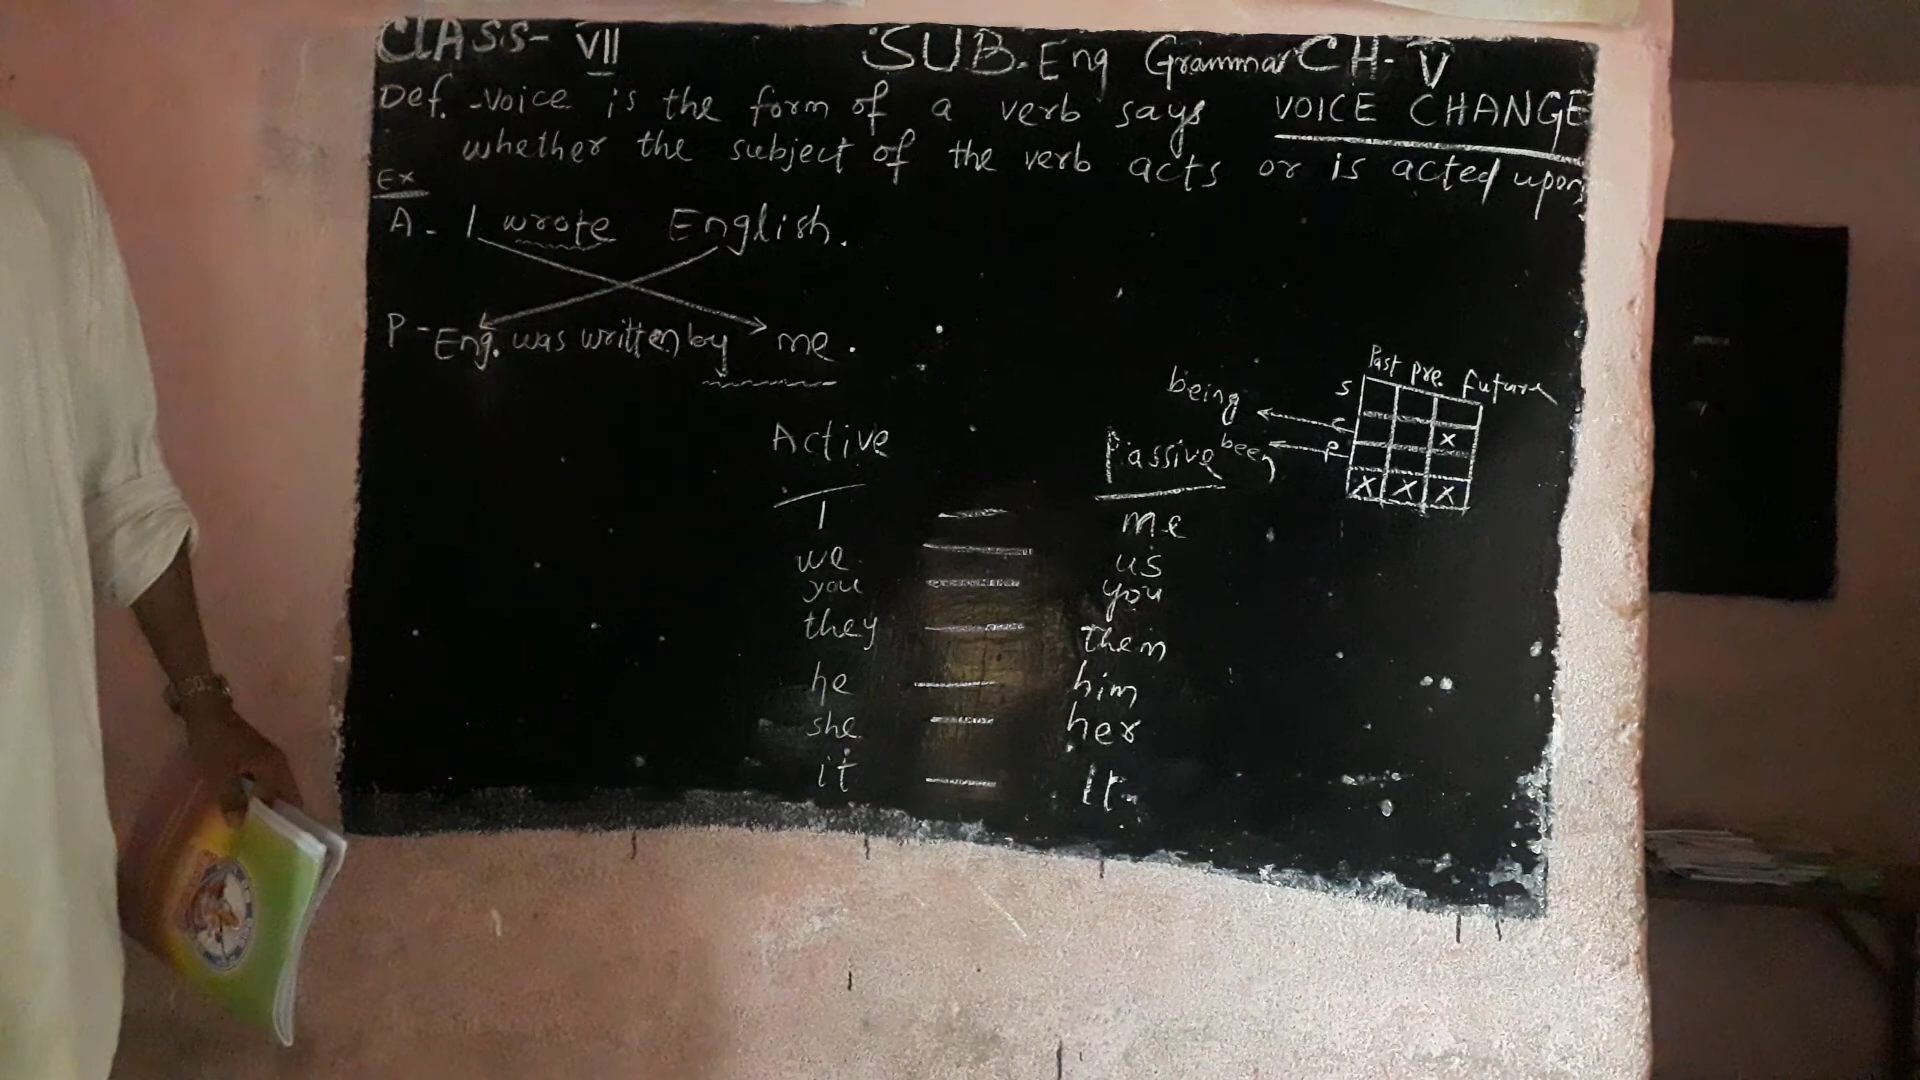 CLASS- VII SUB. Eng Grammar CH- V
Def. -Voice is the form of a verb says VOICE CHANGE
whether the subject of the verb acts or is acted upon
Ex
A- I wrote English.
P- Eng. was written by me.
Past pre. future
S
being C X
been P
X X X
Active Passive
I — me
we — us
you — you
they — them
he — him
she — her
it — It.